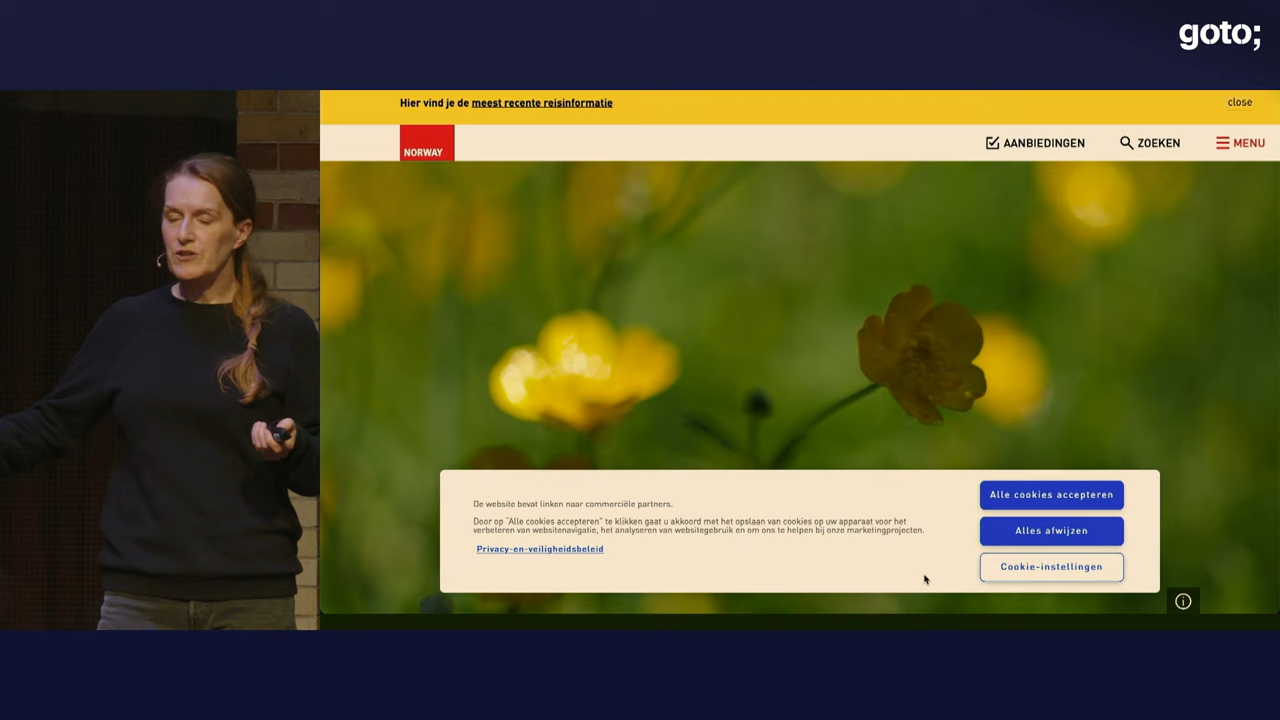 goto;
Hier vind je de meest recente reisinformatie
close
NORWAY
AANBIEDINGEN
ZOEKEN
MENU
De website bevat linken naar commerciële partners.
Door op "Alle cookies accepteren" te klikken gaat u akkoord met het opslaan van cookies op uw apparaat voor het
verbeteren van websitenavigatie, het analyseren van websitegebruik en om ons te helpen bij onze marketingprojecten.
Privacy-en-veiligheidsbeleid
Alle cookies accepteren
Alles afwijzen
Cookie-instellingen